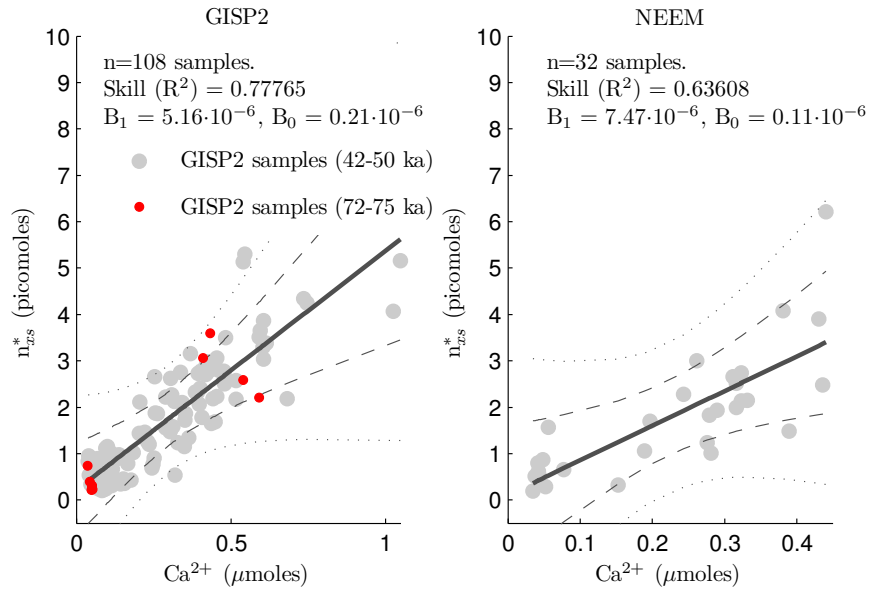 GISP2
n=108 samples.
Skill (R²) = 0.77765
B₁ = 5.16·10⁻⁶, B₀ = 0.21·10⁻⁶
GISP2 samples (42-50 ka)
GISP2 samples (72-75 ka)
n*ₓₛ (picomoles)
10
9
8
7
6
5
4
3
2
1
0
0
0.5
1
Ca²⁺ (μmoles)
NEEM
n=32 samples.
Skill (R²) = 0.63608
B₁ = 7.47·10⁻⁶, B₀ = 0.11·10⁻⁶
n*ₓₛ (picomoles)
10
9
8
7
6
5
4
3
2
1
0
0
0.1
0.2
0.3
0.4
Ca²⁺ (μmoles)